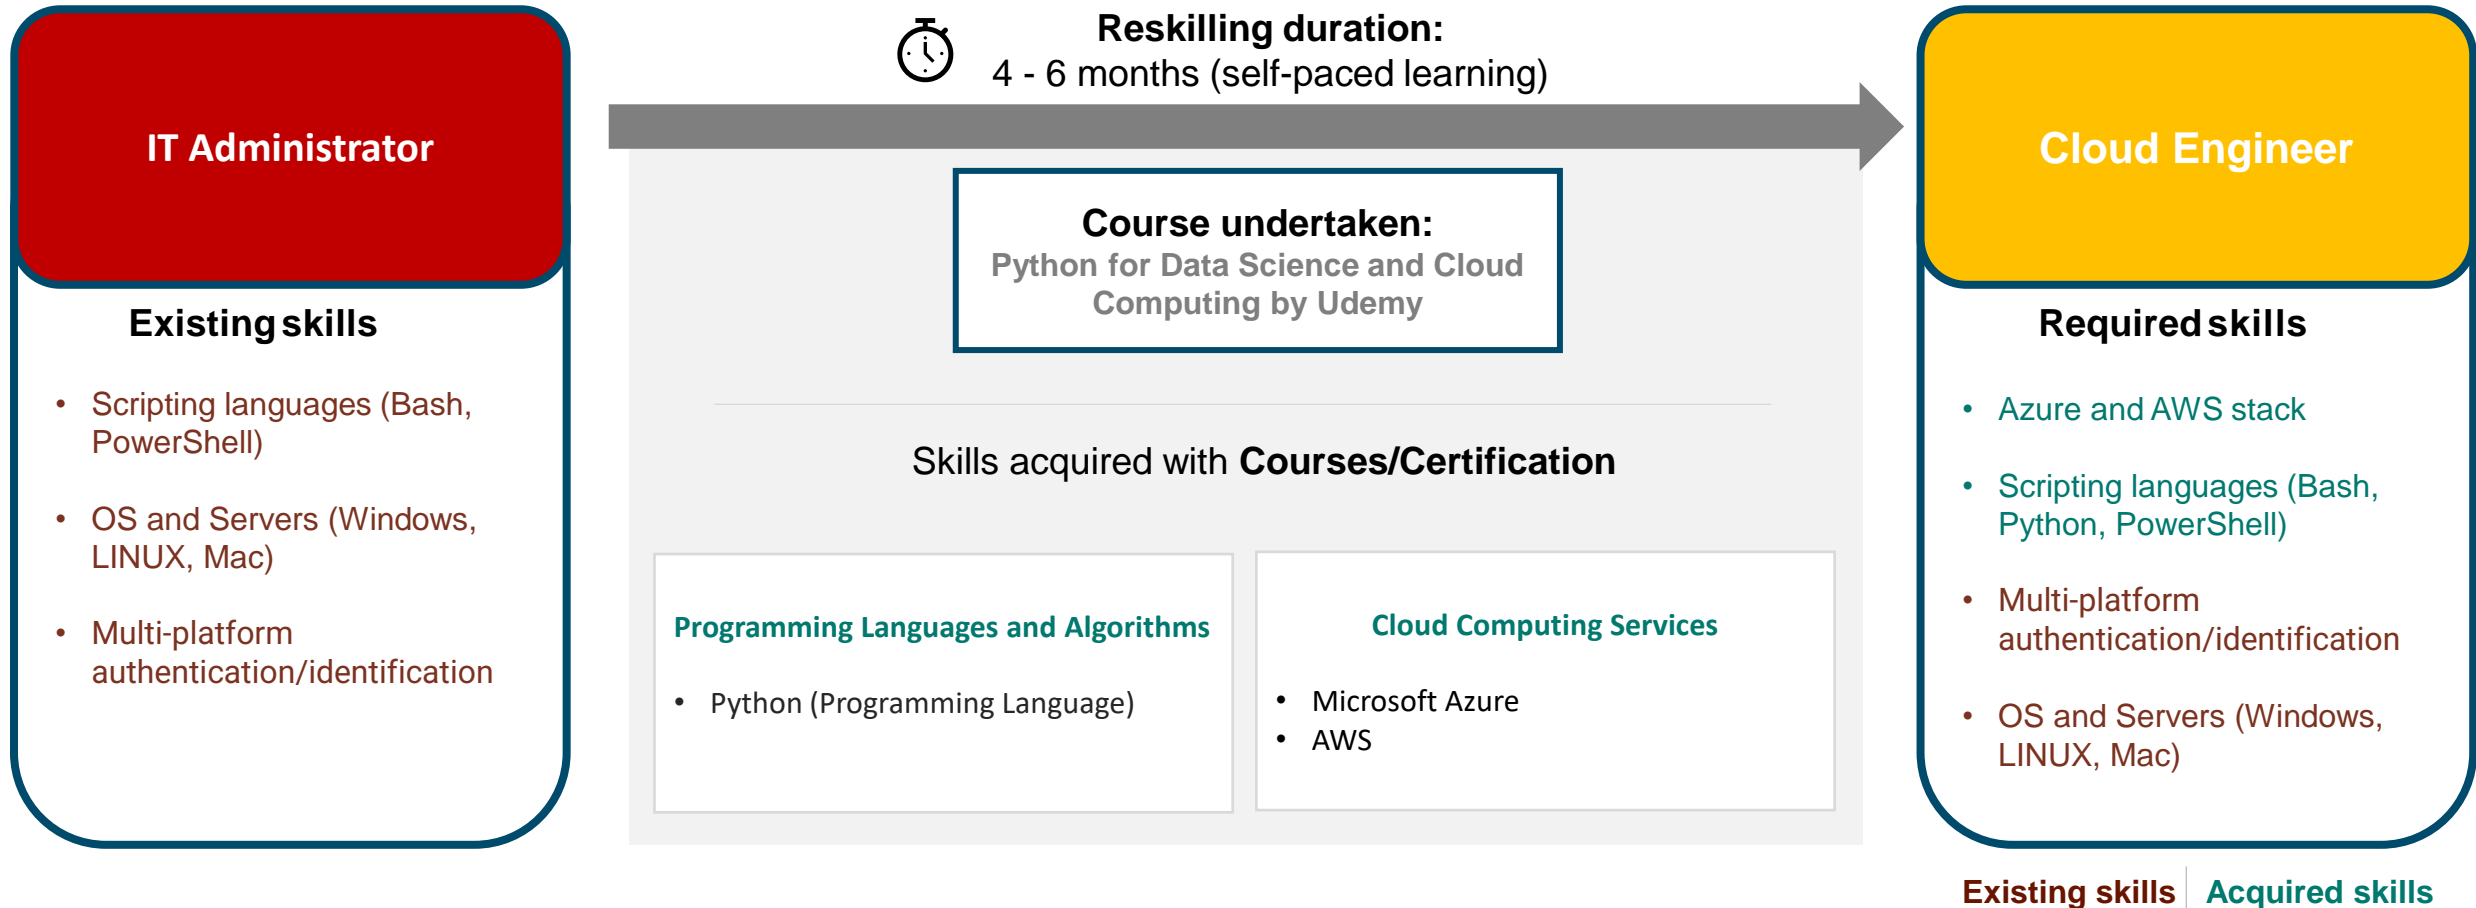 IT Administrator
Existing skills
• Scripting languages (Bash,
PowerShell)
• OS and Servers (Windows,
LINUX, Mac)
• Multi-platform
authentication/identification
Reskilling duration:
4 - 6 months (self-paced learning)
Course undertaken:
Python for Data Science and Cloud
Computing by Udemy
Skills acquired with Courses/Certification
Programming Languages and Algorithms
• Python (Programming Language)
Cloud Computing Services
• Microsoft Azure
• AWS
Cloud Engineer
Required skills
• Azure and AWS stack
• Scripting languages (Bash,
Python, PowerShell)
• Multi-platform
authentication/identification
• OS and Servers (Windows,
LINUX, Mac)
Existing skills
Acquired skills